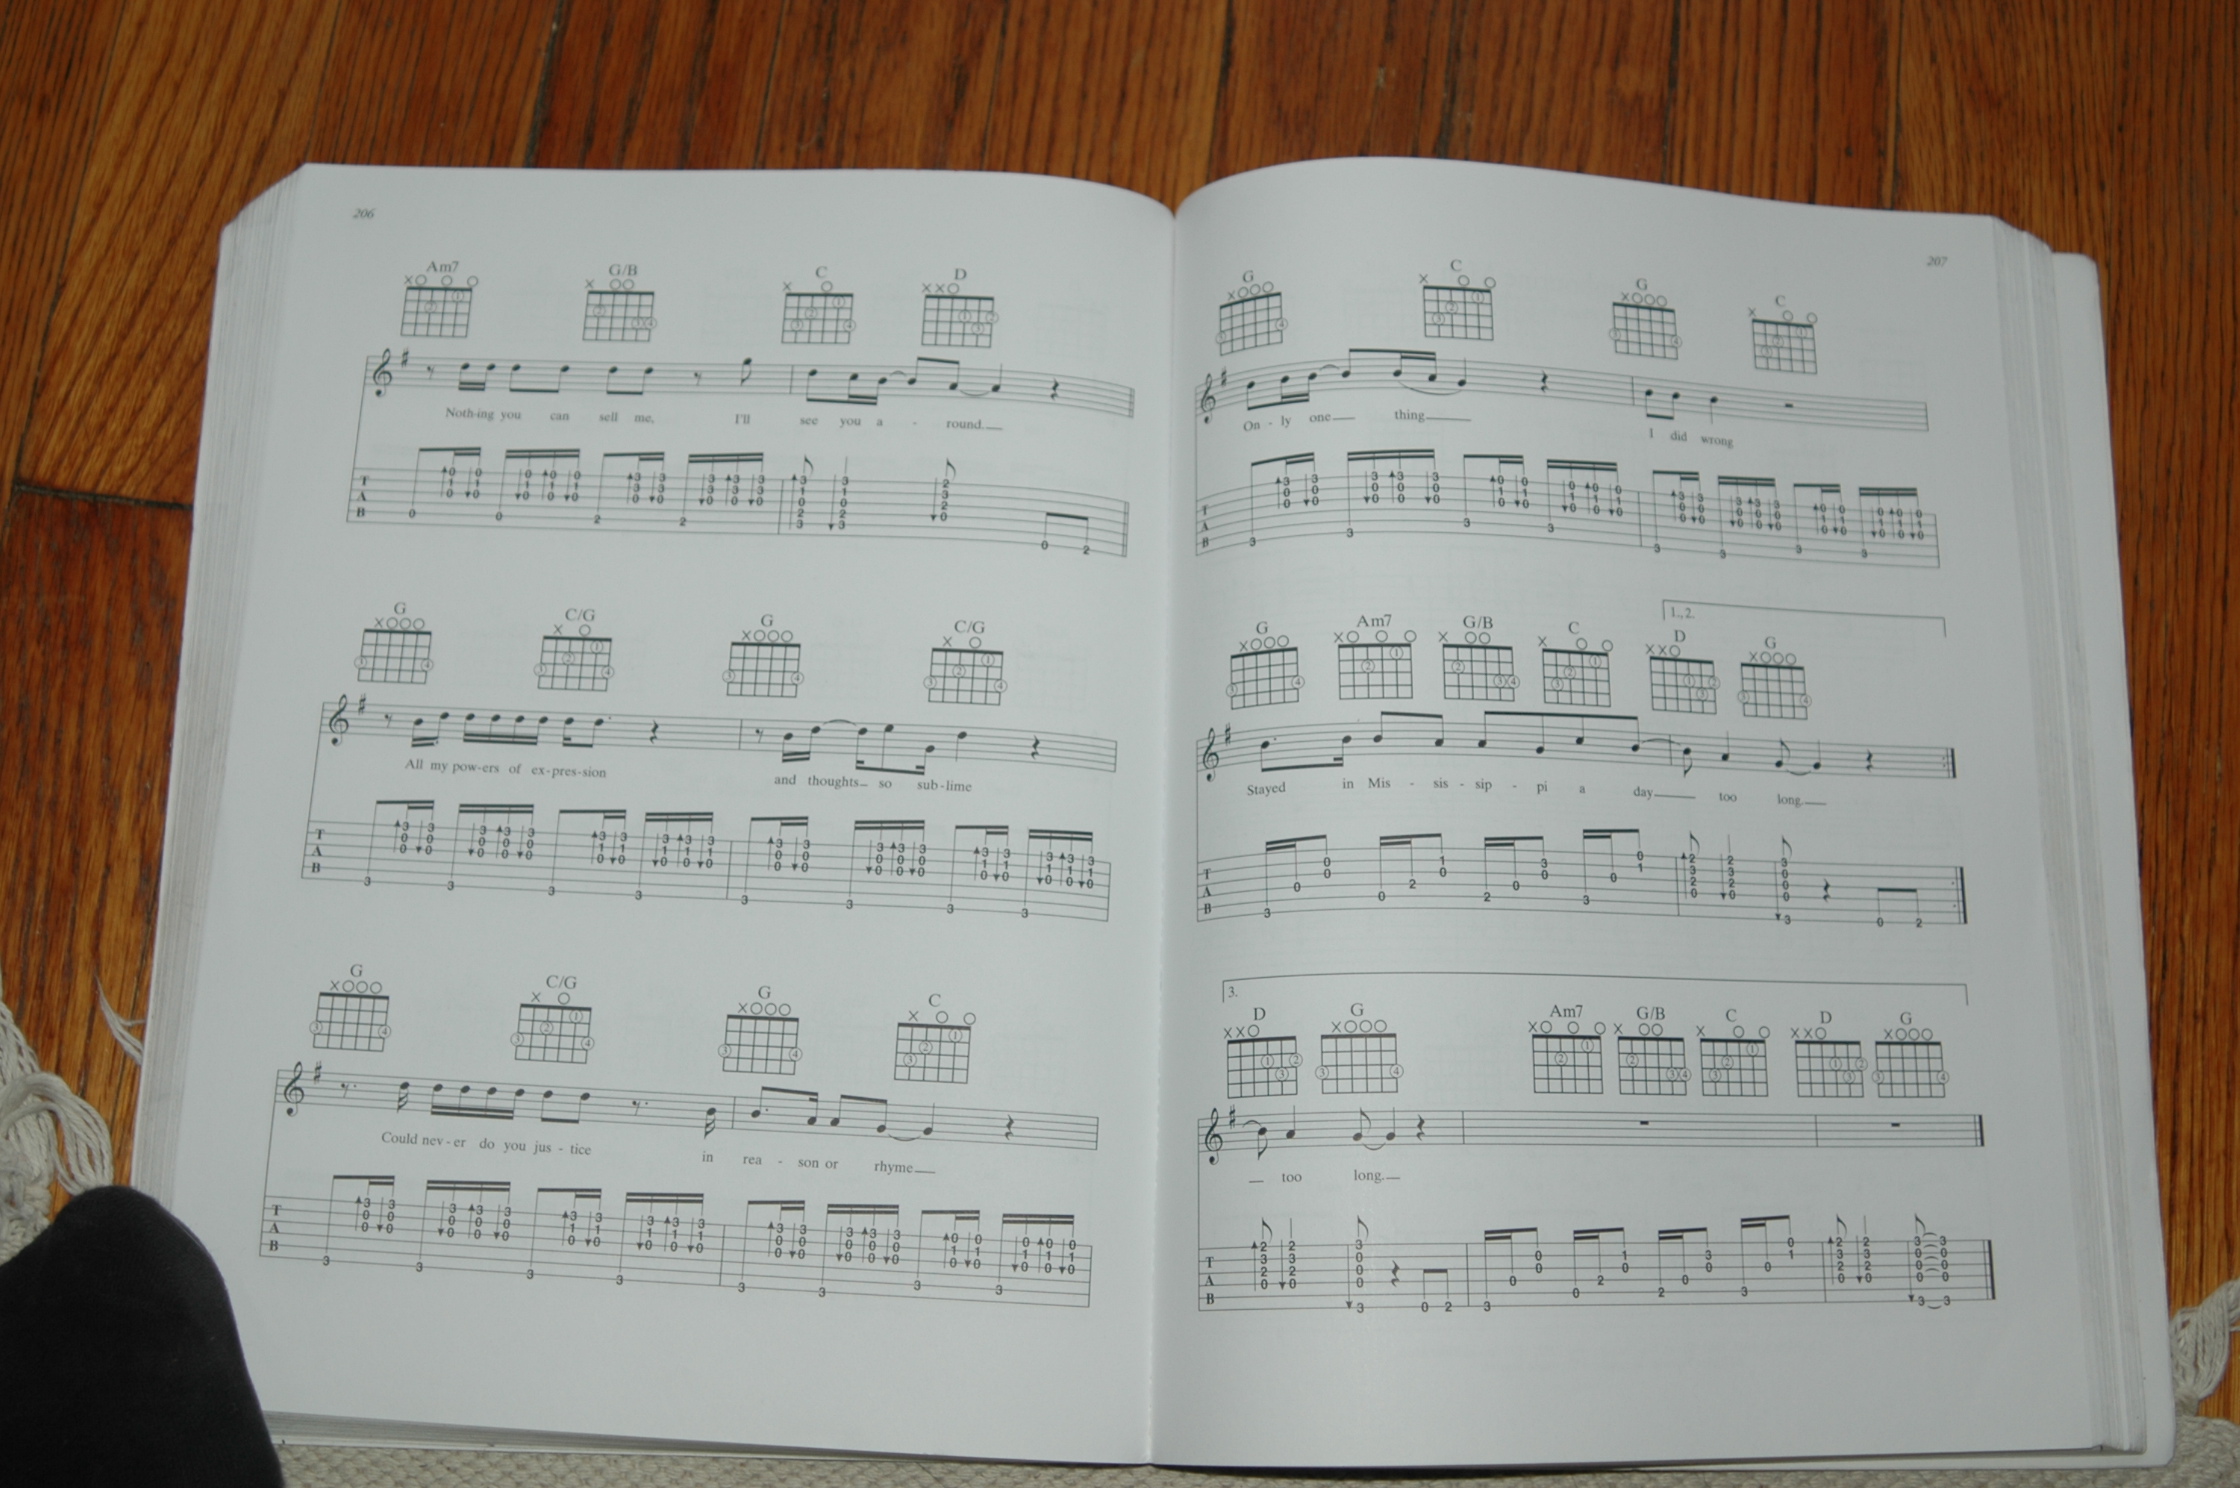 206
Am7 G/B C D
Noth-ing you can sell me, I'll see you a - round.
T
A
B
G C/G G C/G
All my pow-ers of ex-pres-sion and thoughts so sub-lime
T
A
B
G C/G G C
Could nev-er do you jus-tice in rea-son or rhyme
T
A
B
207
G C G C
On-ly one thing I did wrong
T
A
B
1., 2.
G Am7 G/B C D G
Stayed in Mis-sis-sip-pi a day too long.
T
A
B
3.
D G Am7 G/B C D G
too long.
T
A
B